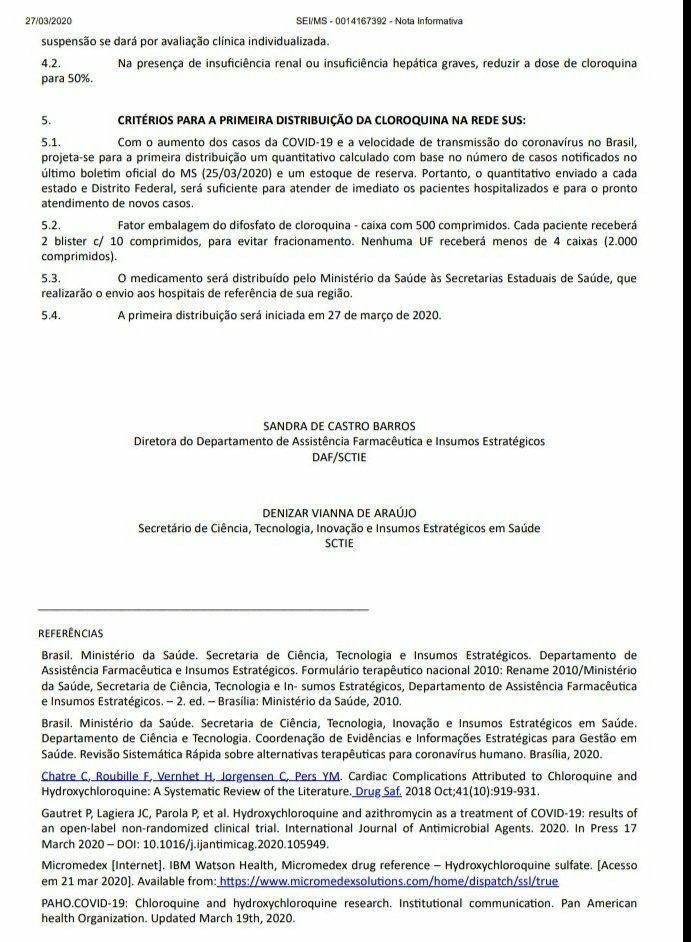 27/03/2020
SEI/MS - 0014167392 - Nota Informativa
suspensão se dará por avaliação clínica individualizada.
4.2. Na presença de insuficiência renal ou insuficiência hepática graves, reduzir a dose de cloroquina
para 50%.
5. CRITÉRIOS PARA A PRIMEIRA DISTRIBUIÇÃO DA CLOROQUINA NA REDE SUS:
5.1. Com o aumento dos casos da COVID-19 e a velocidade de transmissão do coronavírus no Brasil,
projeta-se para a primeira distribuição um quantitativo calculado com base no número de casos notificados no
último boletim oficial do MS (25/03/2020) e um estoque de reserva. Portanto, o quantitativo enviado a cada
estado e Distrito Federal, será suficiente para atender de imediato os pacientes hospitalizados e para o pronto
atendimento de novos casos.
5.2. Fator embalagem do difosfato de cloroquina - caixa com 500 comprimidos. Cada paciente receberá
2 blister c/ 10 comprimidos, para evitar fracionamento. Nenhuma UF receberá menos de 4 caixas (2.000
comprimidos).
5.3. O medicamento será distribuído pelo Ministério da Saúde às Secretarias Estaduais de Saúde, que
realizarão o envio aos hospitais de referência de sua região.
5.4. A primeira distribuição será iniciada em 27 de março de 2020.
SANDRA DE CASTRO BARROS
Diretora do Departamento de Assistência Farmacêutica e Insumos Estratégicos
DAF/SCTIE
DENIZAR VIANNA DE ARAÚJO
Secretário de Ciência, Tecnologia, Inovação e Insumos Estratégicos em Saúde
SCTIE
REFERÊNCIAS
Brasil. Ministério da Saúde. Secretaria de Ciência, Tecnologia e Insumos Estratégicos. Departamento de
Assistência Farmacêutica e Insumos Estratégicos. Formulário terapêutico nacional 2010: Rename 2010/Ministério
da Saúde, Secretaria de Ciência, Tecnologia e In- sumos Estratégicos, Departamento de Assistência Farmacêutica
e Insumos Estratégicos. – 2. ed. – Brasília: Ministério da Saúde, 2010.
Brasil. Ministério da Saúde. Secretaria de Ciência, Tecnologia, Inovação e Insumos Estratégicos em Saúde.
Departamento de Ciência e Tecnologia. Coordenação de Evidências e Informações Estratégicas para Gestão em
Saúde. Revisão Sistemática Rápida sobre alternativas terapêuticas para coronavírus humano. Brasília, 2020.
Chatre C, Roubille F, Vernhet H, Jorgensen C, Pers YM. Cardiac Complications Attributed to Chloroquine and
Hydroxychloroquine: A Systematic Review of the Literature. Drug Saf. 2018 Oct;41(10):919-931.
Gautret P, Lagiera JC, Parola P, et al. Hydroxychloroquine and azithromycin as a treatment of COVID-19: results of
an open-label non-randomized clinical trial. International Journal of Antimicrobial Agents. 2020. In Press 17
March 2020 – DOI: 10.1016/j.ijantimicag.2020.105949.
Micromedex [Internet]. IBM Watson Health, Micromedex drug reference – Hydroxychloroquine sulfate. [Acesso
em 21 mar 2020]. Available from: https://www.micromedexsolutions.com/home/dispatch/ssl/true
PAHO.COVID-19: Chloroquine and hydroxychloroquine research. Institutional communication. Pan American
health Organization. Updated March 19th, 2020.